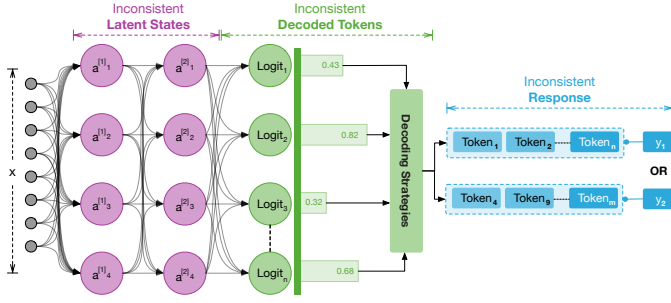 Inconsistent
Latent States
Inconsistent
Decoded Tokens
Inconsistent
Response
x
a[1]1
a[2]1
Logit1
0.43
a[1]2
a[2]2
Logit2
0.82
a[1]3
a[2]3
Logit3
0.32
a[1]4
a[2]4
Logitn
0.68
Decoding Strategies
Token1 Token2 Tokenn
y1
OR
Token4 Token9 Tokenm
y2